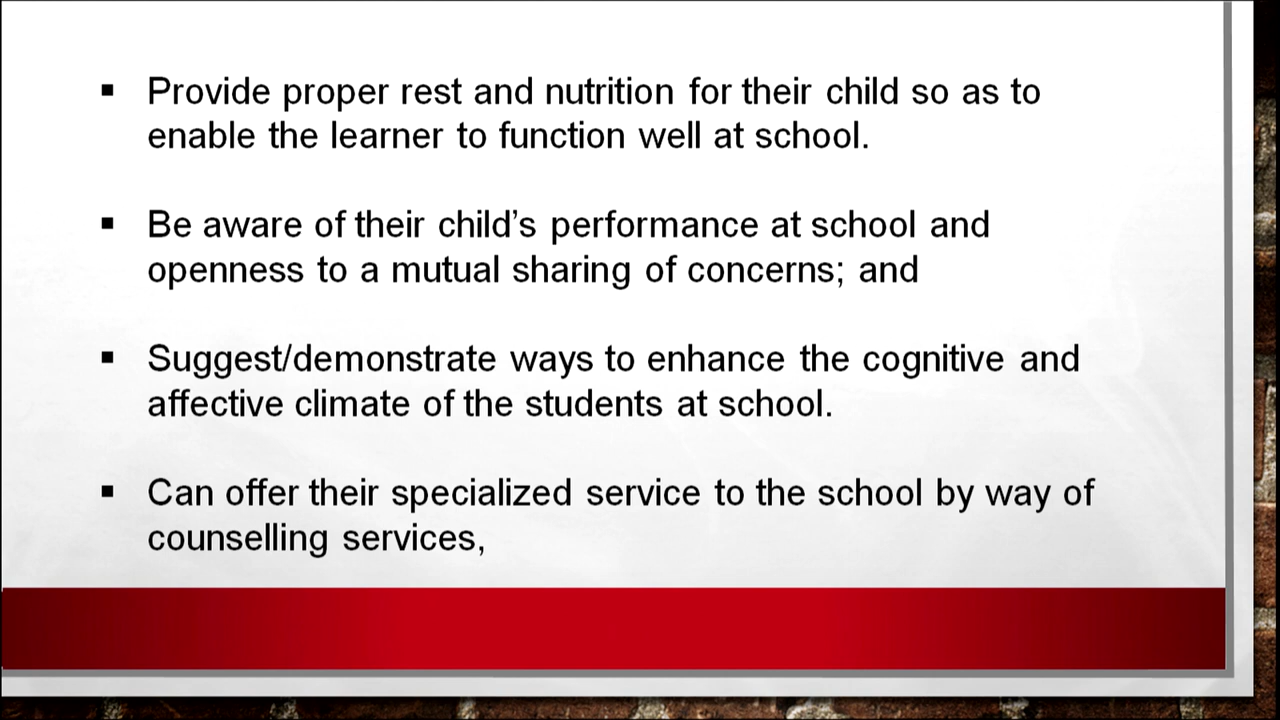 ▪ Provide proper rest and nutrition for their child so as to
enable the learner to function well at school.
▪ Be aware of their child’s performance at school and
openness to a mutual sharing of concerns; and
▪ Suggest/demonstrate ways to enhance the cognitive and
affective climate of the students at school.
▪ Can offer their specialized service to the school by way of
counselling services,